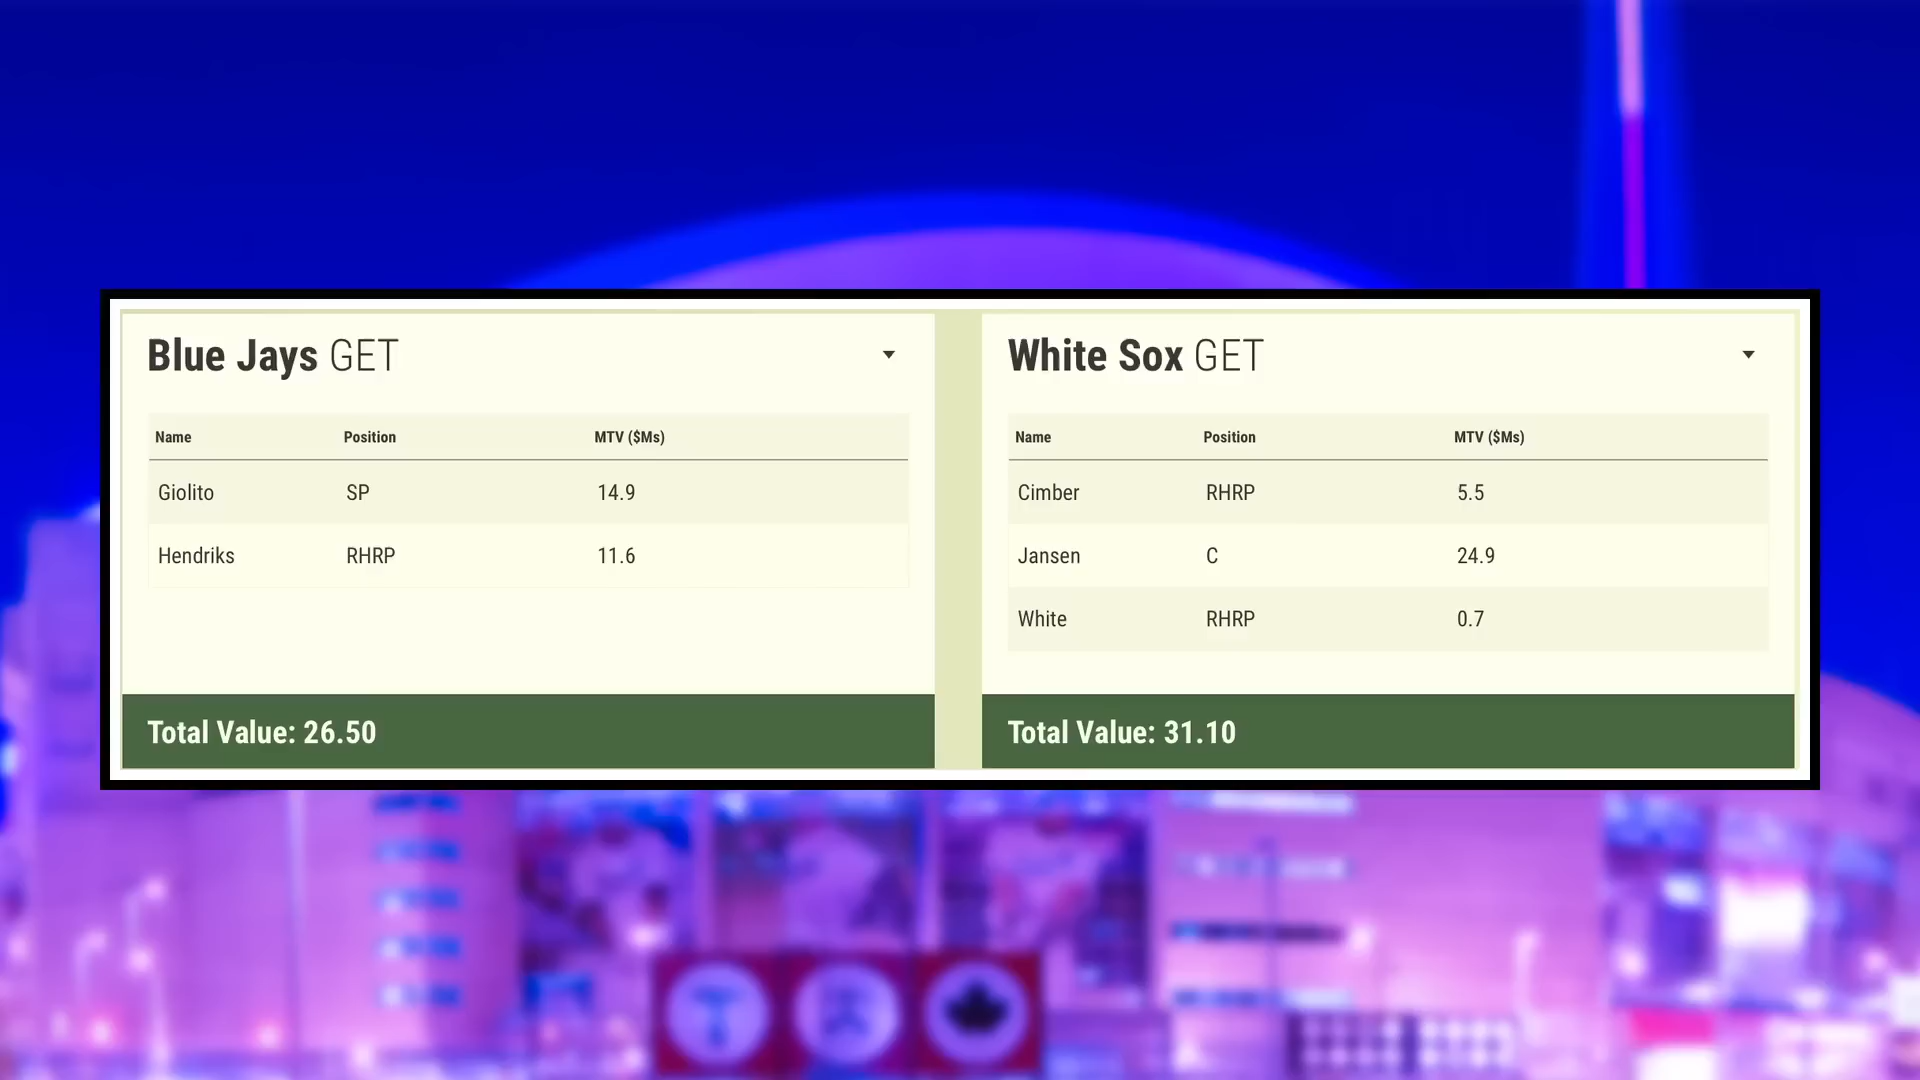 Blue Jays GET
Name Position MTV ($Ms)
Giolito SP 14.9
Hendriks RHRP 11.6
Total Value: 26.50
White Sox GET
Name Position MTV ($Ms)
Cimber RHRP 5.5
Jansen C 24.9
White RHRP 0.7
Total Value: 31.10